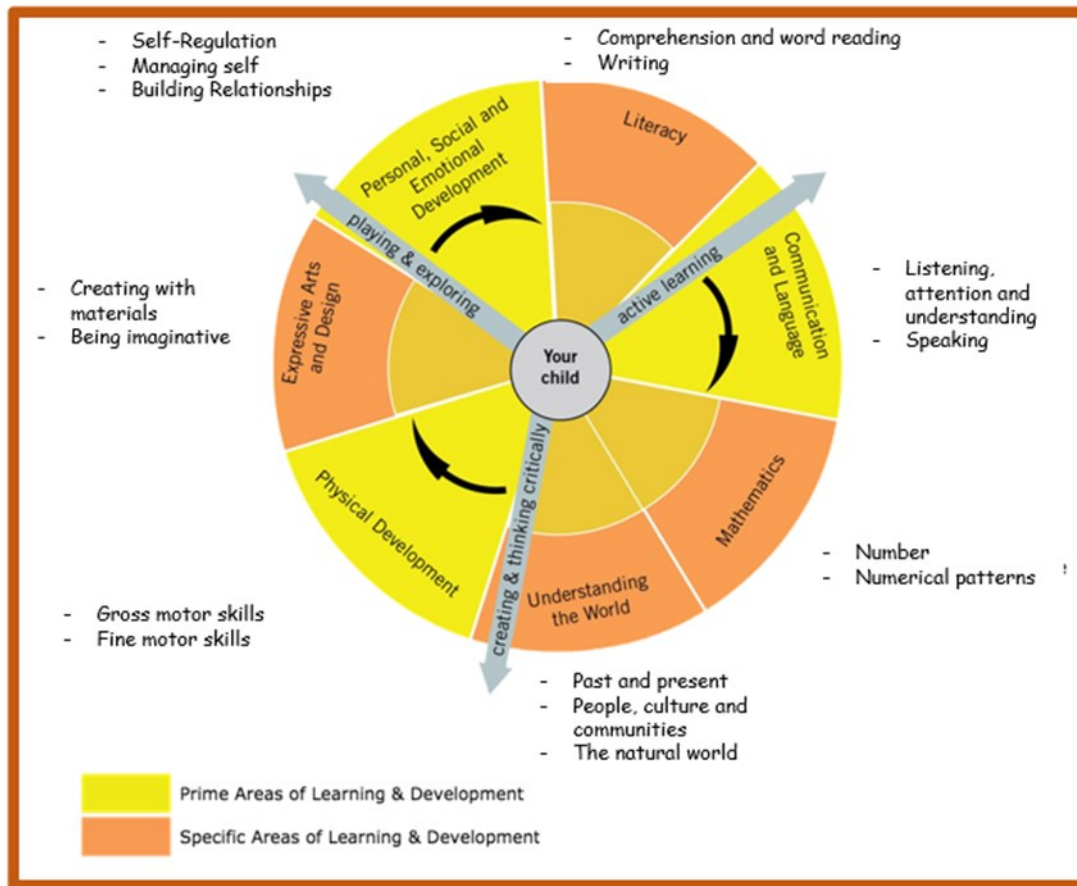 - Self-Regulation
- Managing self
- Building Relationships
- Comprehension and word reading
- Writing
Personal, Social and
Emotional
Development
Literacy
Communication
and Language
playing & exploring
active learning
- Creating with
materials
- Being imaginative
Expressive Arts
and Design
Your
child
- Listening,
attention and
understanding
- Speaking
Physical Development
creating & thinking critically
Understanding
the World
Mathematics
- Number
- Numerical patterns
- Gross motor skills
- Fine motor skills
- Past and present
- People, culture and
communities
- The natural world
Prime Areas of Learning & Development
Specific Areas of Learning & Development